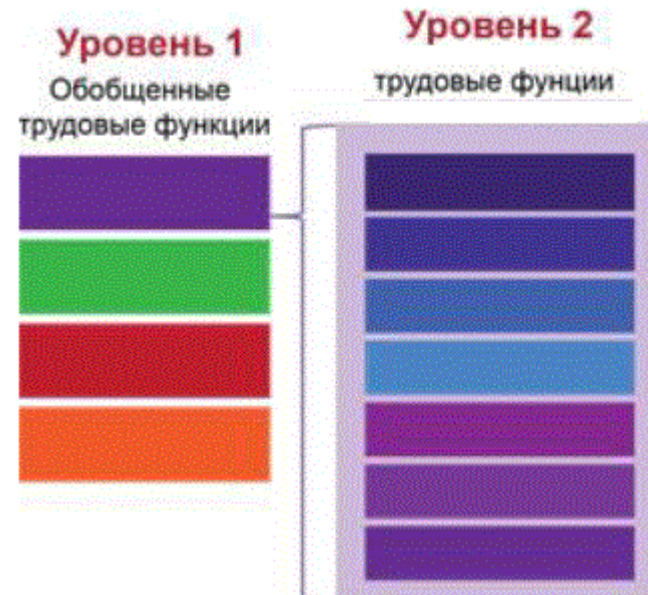 Уровень 1
Обобщенные
трудовые функции
Уровень 2
трудовые фунции